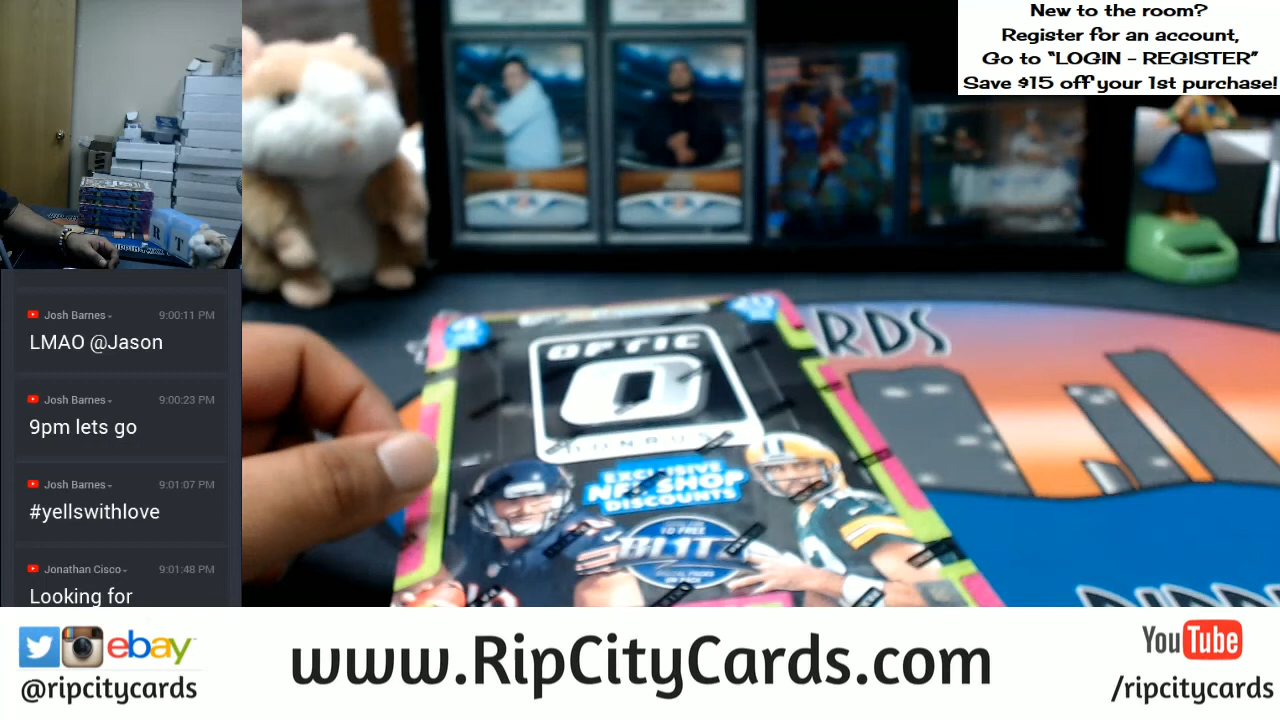 New to the room?
Register for an account,
Go to "LOGIN - REGISTER"
Save $15 off your 1st purchase!
Josh Barnes
9:00:11 PM
LMAO @Jason
Josh Barnes
9:00:23 PM
9pm lets go
Josh Barnes
9:01:07 PM
#yellswithlove
Jonathan Cisco
9:01:48 PM
Looking for
R
T
RDS
OPTIC
DONRUSS
EXCLUSIVE
NFL SHOP
DISCOUNTS
10 FREE
BLITZ
ebay
@ripcitycards
www.RipCityCards.com
YouTube
/ripcitycards